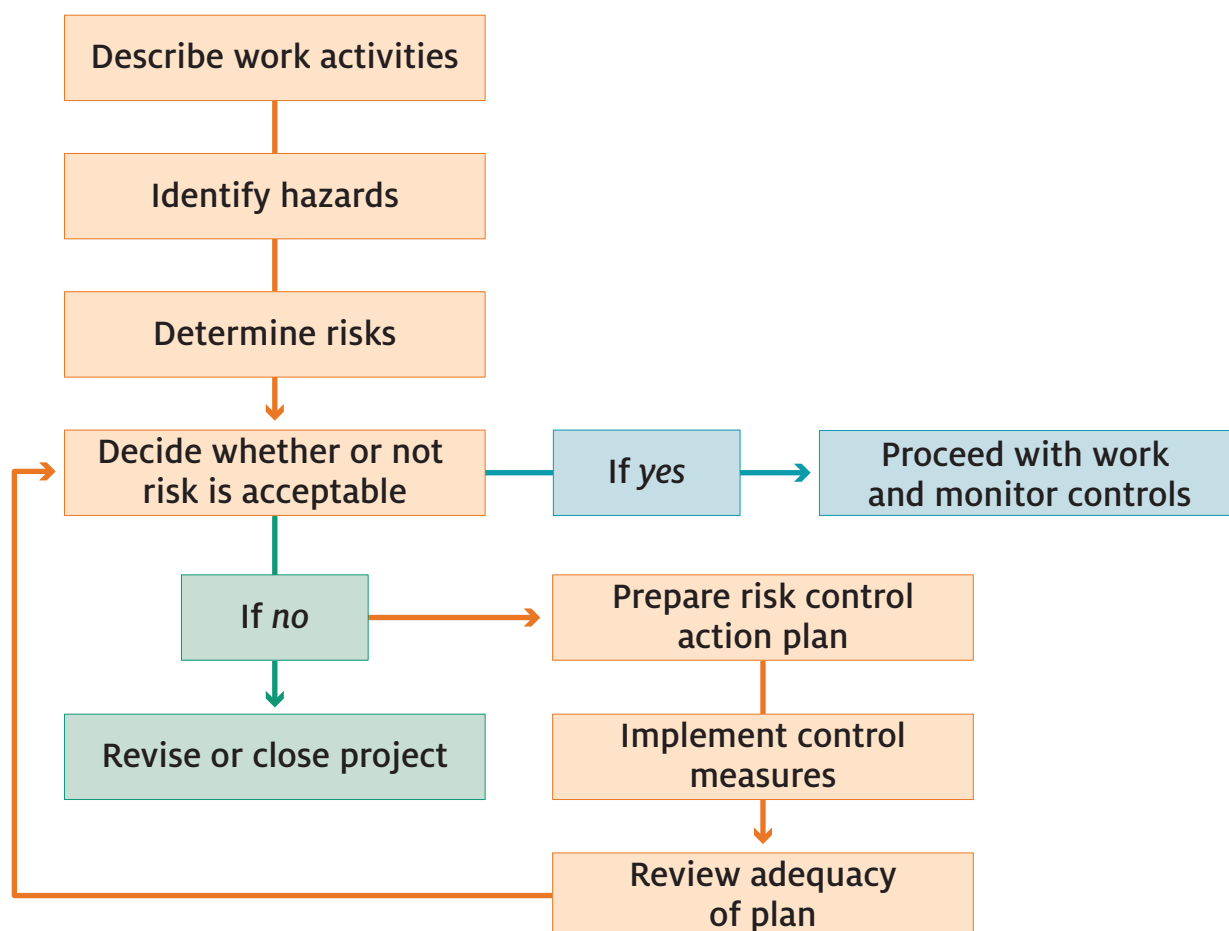 Describe work activities
Identify hazards
Determine risks
Decide whether or not
risk is acceptable
If yes
Proceed with work
and monitor controls
If no
Prepare risk control
action plan
Revise or close project
Implement control
measures
Review adequacy
of plan